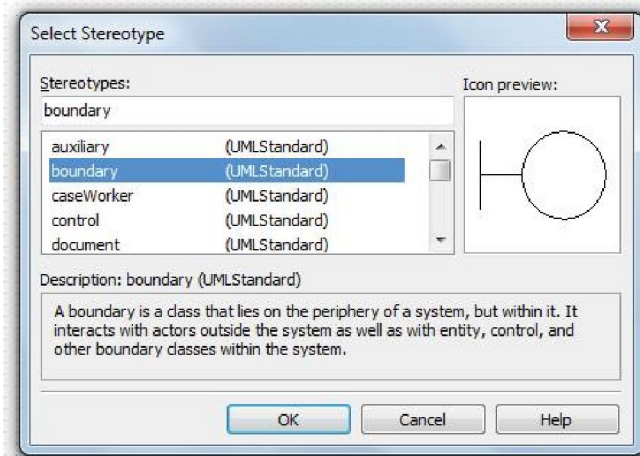 Select Stereotype
Stereotypes:
Icon preview:
boundary
auxiliary (UMLStandard)
boundary (UMLStandard)
caseWorker (UMLStandard)
control (UMLStandard)
document (UMLStandard)
Description: boundary (UMLStandard)
A boundary is a class that lies on the periphery of a system, but within it. It
interacts with actors outside the system as well as with entity, control, and
other boundary classes within the system.
OK Cancel Help